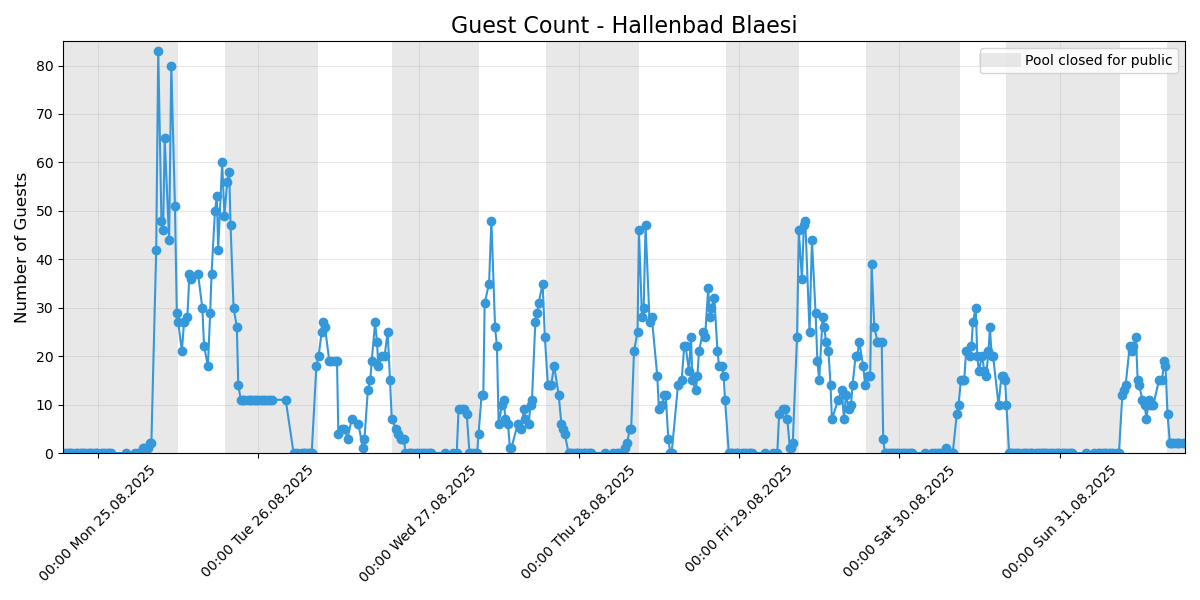 Guest Count - Hallenbad Blaesi
Pool closed for public
Number of Guests
80
70
60
50
40
30
20
10
0
00:00 Mon 25.08.2025
00:00 Tue 26.08.2025
00:00 Wed 27.08.2025
00:00 Thu 28.08.2025
00:00 Fri 29.08.2025
00:00 Sat 30.08.2025
00:00 Sun 31.08.2025